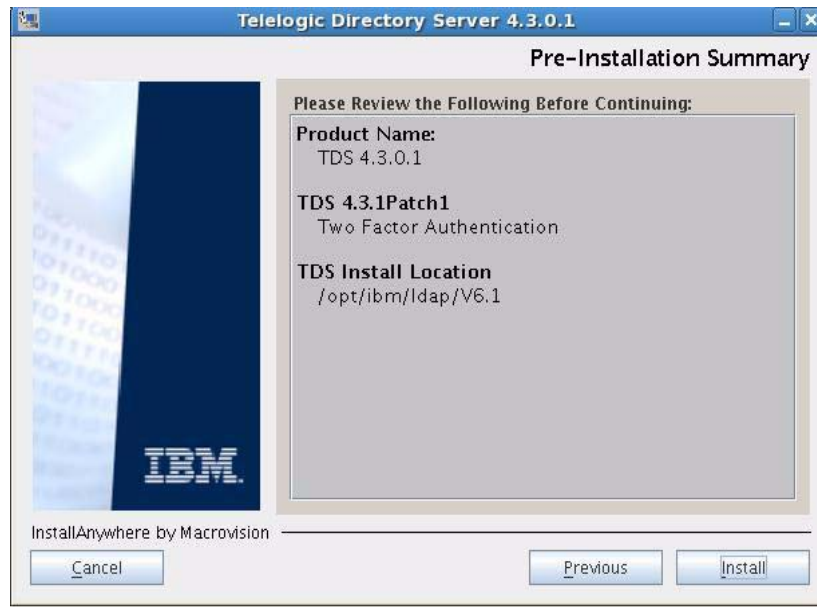 Telelogic Directory Server 4.3.0.1
Pre-Installation Summary
Please Review the Following Before Continuing:
Product Name:
TDS 4.3.0.1
TDS 4.3.1Patch1
Two Factor Authentication
TDS Install Location
/opt/ibm/ldap/V6.1
IBM.
InstallAnywhere by Macrovision
Cancel
Previous
Install